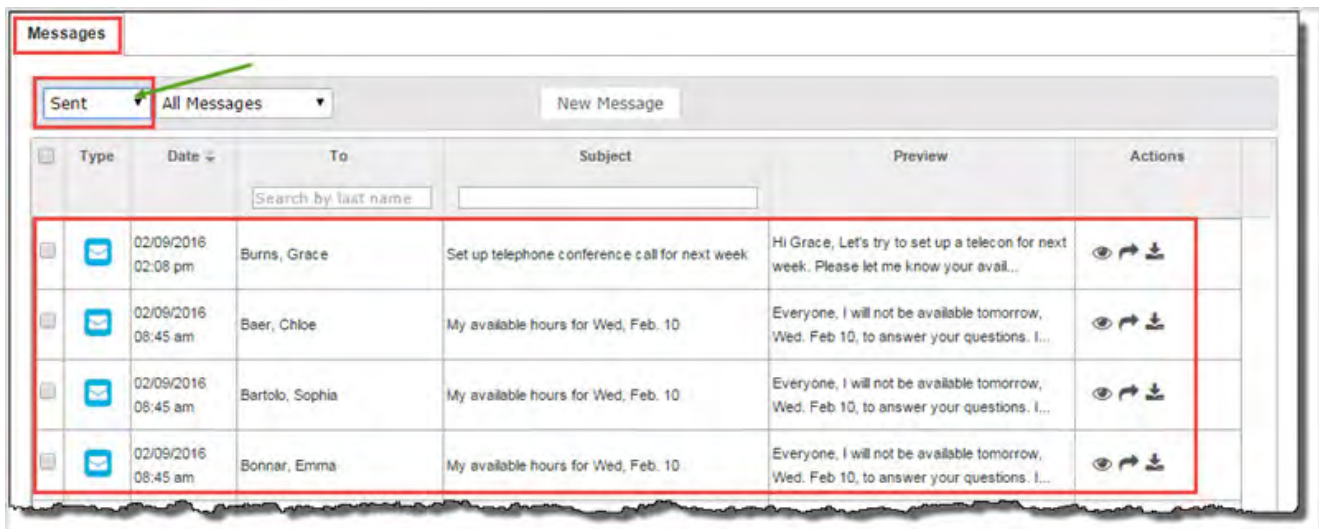 Messages
Sent All Messages New Message
Type Date To Subject Preview Actions
Search by last name
02/09/2016
02:08 pm
Burns, Grace
Set up telephone conference call for next week
Hi Grace, Let's try to set up a telecon for next
week. Please let me know your avail...
02/09/2016
08:45 am
Baer, Chloe
My available hours for Wed, Feb. 10
Everyone, I will not be available tomorrow,
Wed. Feb 10, to answer your questions. I...
02/09/2016
08:45 am
Bartolo, Sophia
My available hours for Wed, Feb. 10
Everyone, I will not be available tomorrow,
Wed. Feb 10, to answer your questions. I...
02/09/2016
08:45 am
Bonnar, Emma
My available hours for Wed, Feb. 10
Everyone, I will not be available tomorrow,
Wed. Feb 10, to answer your questions. I...